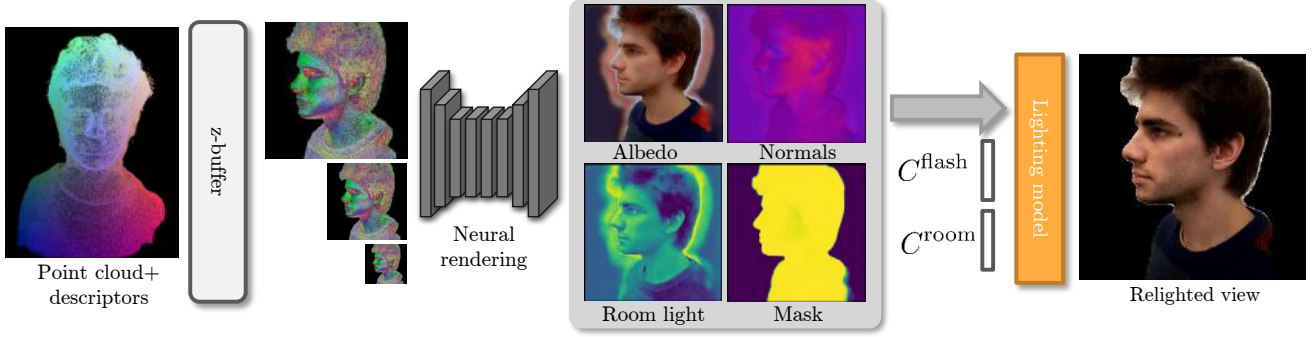 Point cloud+
descriptors
z-buffer
Neural
rendering
Albedo
Normals
Room light
Mask
C^flash
C^room
Lighting model
Relighted view